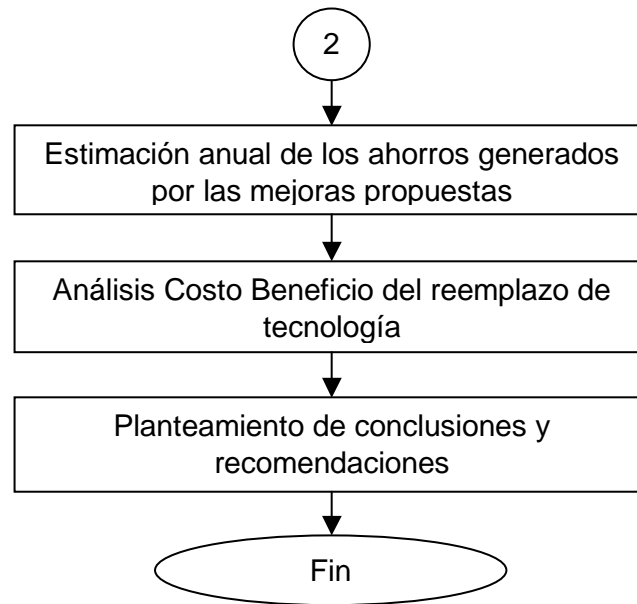 2
Estimación anual de los ahorros generados
por las mejoras propuestas
Análisis Costo Beneficio del reemplazo de
tecnología
Planteamiento de conclusiones y
recomendaciones
Fin